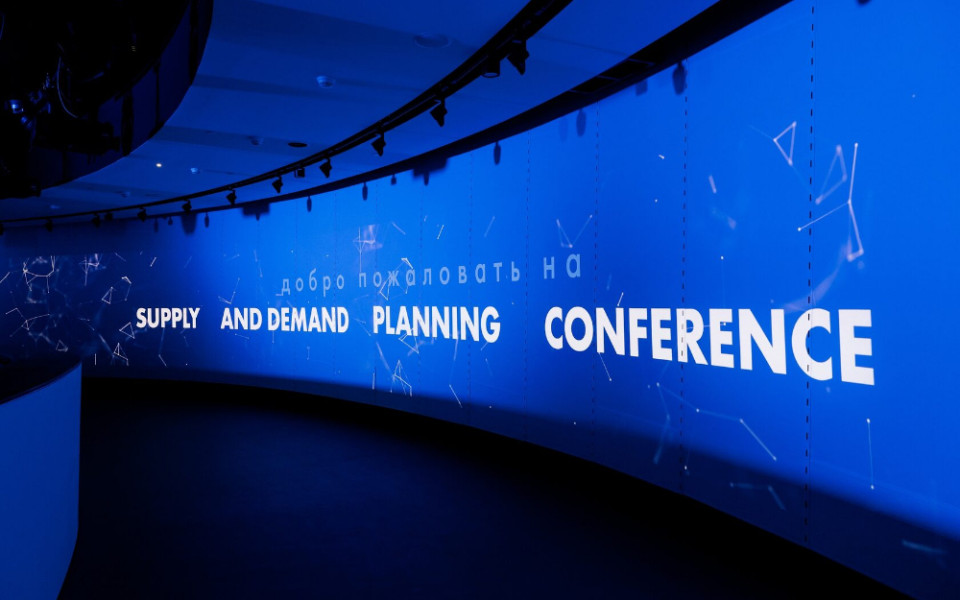 добро пожаловать на
SUPPLY AND DEMAND PLANNING CONFERENCE